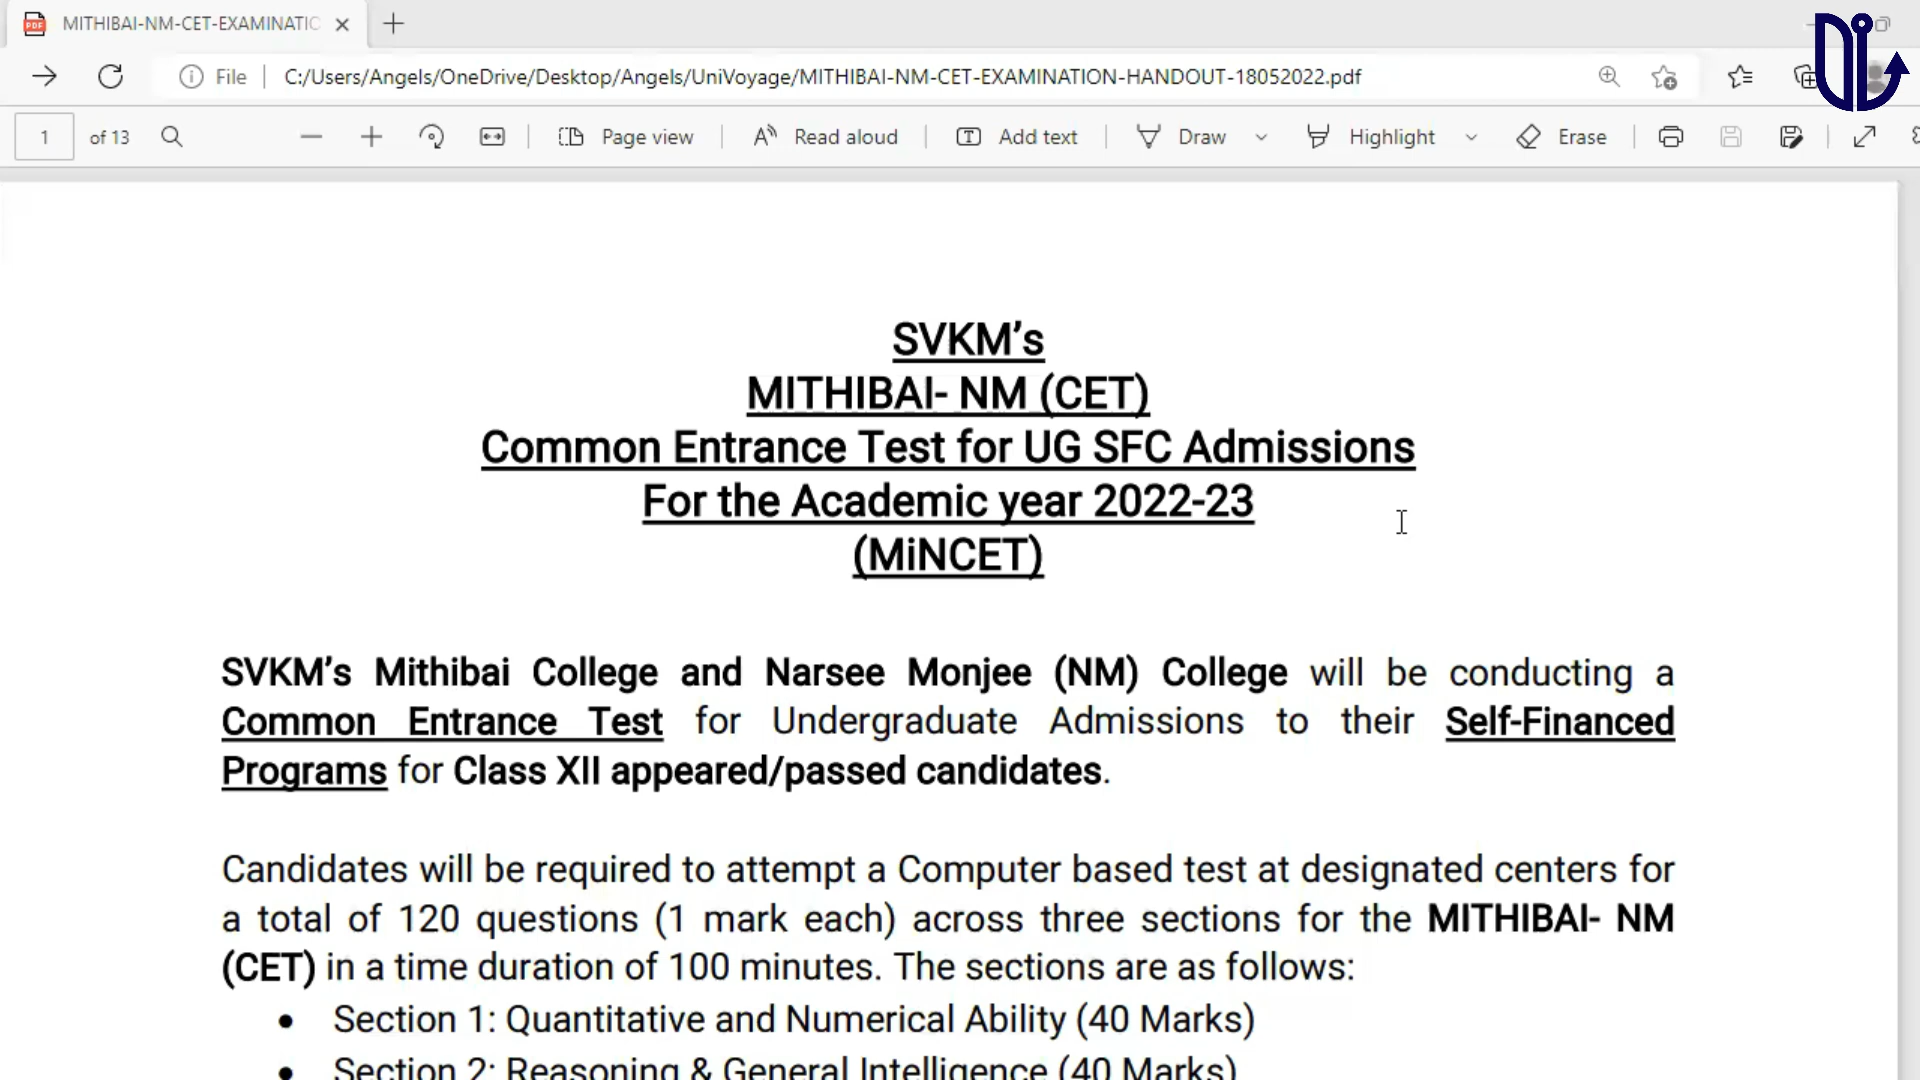 MITHIBAI-NM-CET-EXAMINATIO
File
C:/Users/Angels/OneDrive/Desktop/Angels/UniVoyage/MITHIBAI-NM-CET-EXAMINATION-HANDOUT-18052022.pdf
1 of 13 Page view Read aloud Add text Draw Highlight Erase
SVKM’s
MITHIBAI- NM (CET)
Common Entrance Test for UG SFC Admissions
For the Academic year 2022-23
(MiNCET)
SVKM’s Mithibai College and Narsee Monjee (NM) College will be conducting a
Common Entrance Test for Undergraduate Admissions to their Self-Financed
Programs for Class XII appeared/passed candidates.
Candidates will be required to attempt a Computer based test at designated centers for
a total of 120 questions (1 mark each) across three sections for the MITHIBAI- NM
(CET) in a time duration of 100 minutes. The sections are as follows:
• Section 1: Quantitative and Numerical Ability (40 Marks)
• Section 2: Reasoning & General Intelligence (40 Marks)